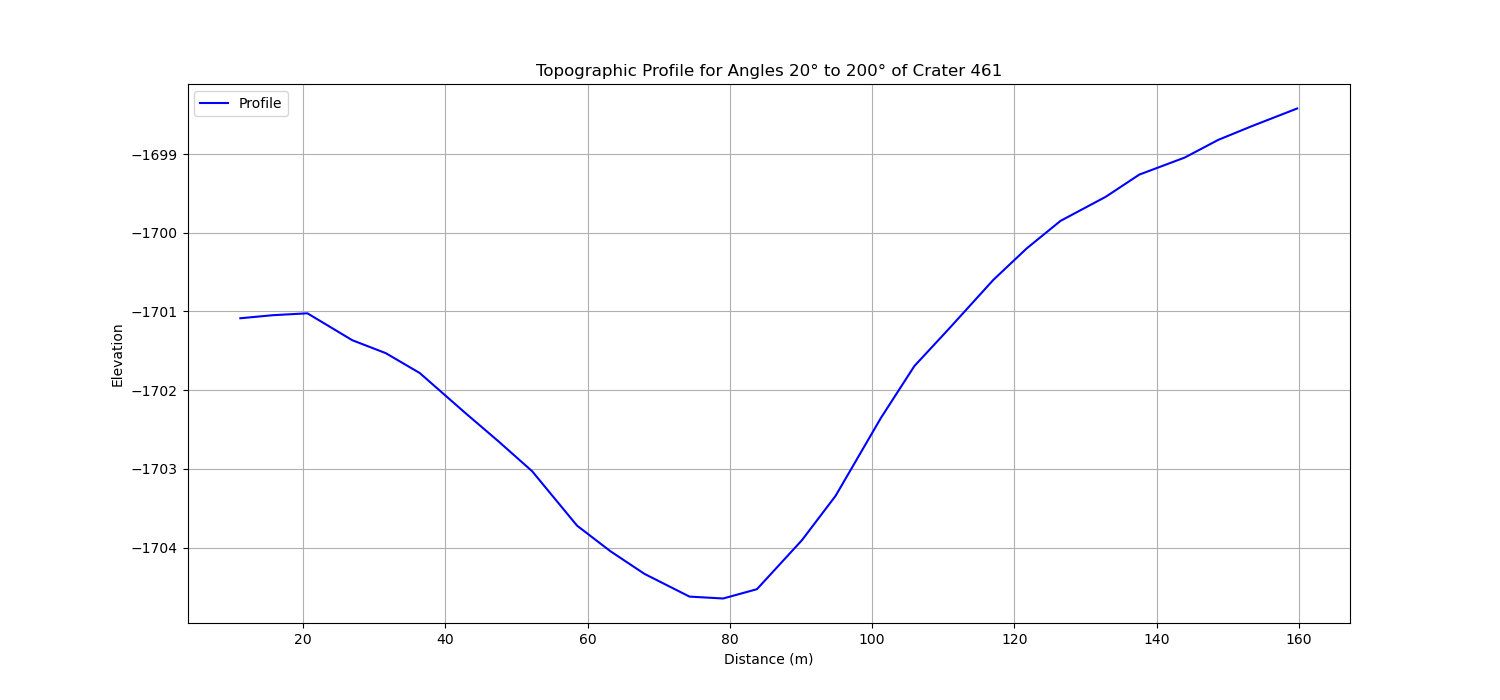 Topographic Profile for Angles 20° to 200° of Crater 461
Profile
−1699
−1700
−1701
−1702
−1703
−1704
Elevation
20 40 60 80 100 120 140 160
Distance (m)